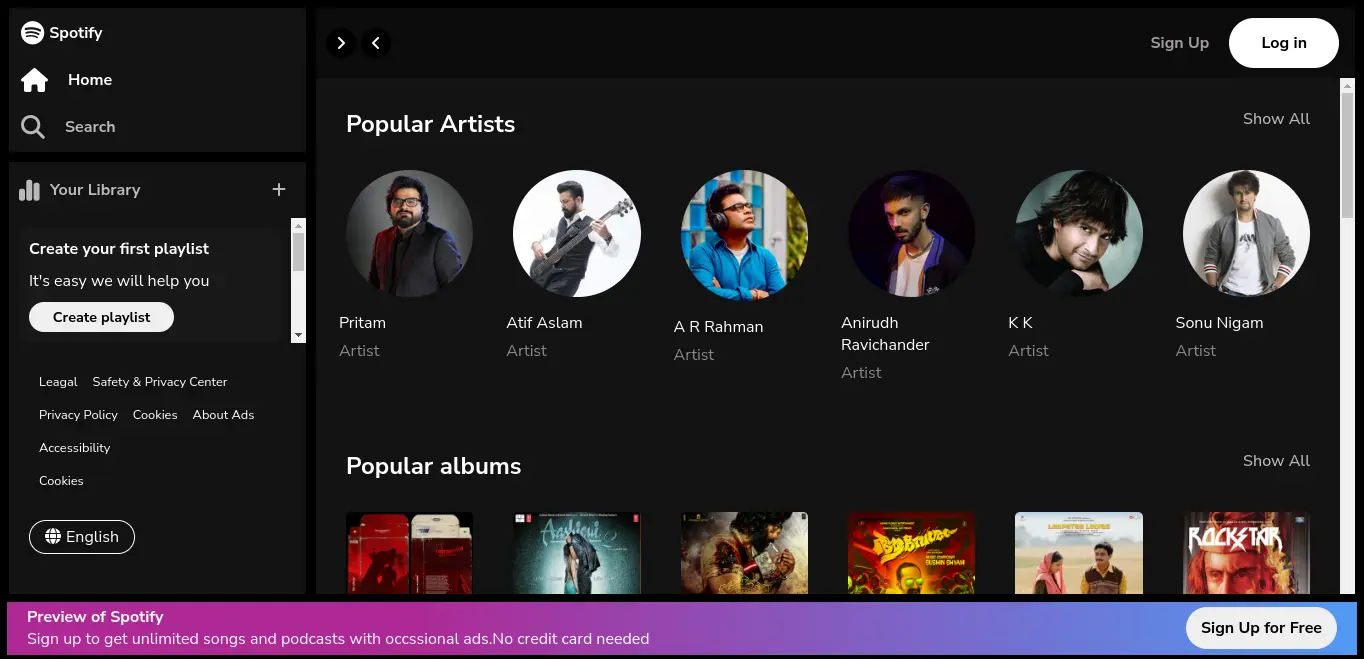 Spotify
Home
Search
Your Library
Create your first playlist
It's easy we will help you
Create playlist
Leagal Safety & Privacy Center
Privacy Policy Cookies About Ads
Accessibility
Cookies
English
Sign Up Log in
Popular Artists Show All
Pritam
Artist
Atif Aslam
Artist
A R Rahman
Artist
Anirudh
Ravichander
Artist
K K
Artist
Sonu Nigam
Artist
Popular albums Show All
Aashiqui
LAAPATAA LADIES
ROCKSTAR
Preview of Spotify
Sign up to get unlimited songs and podcasts with occssional ads.No credit card needed
Sign Up for Free